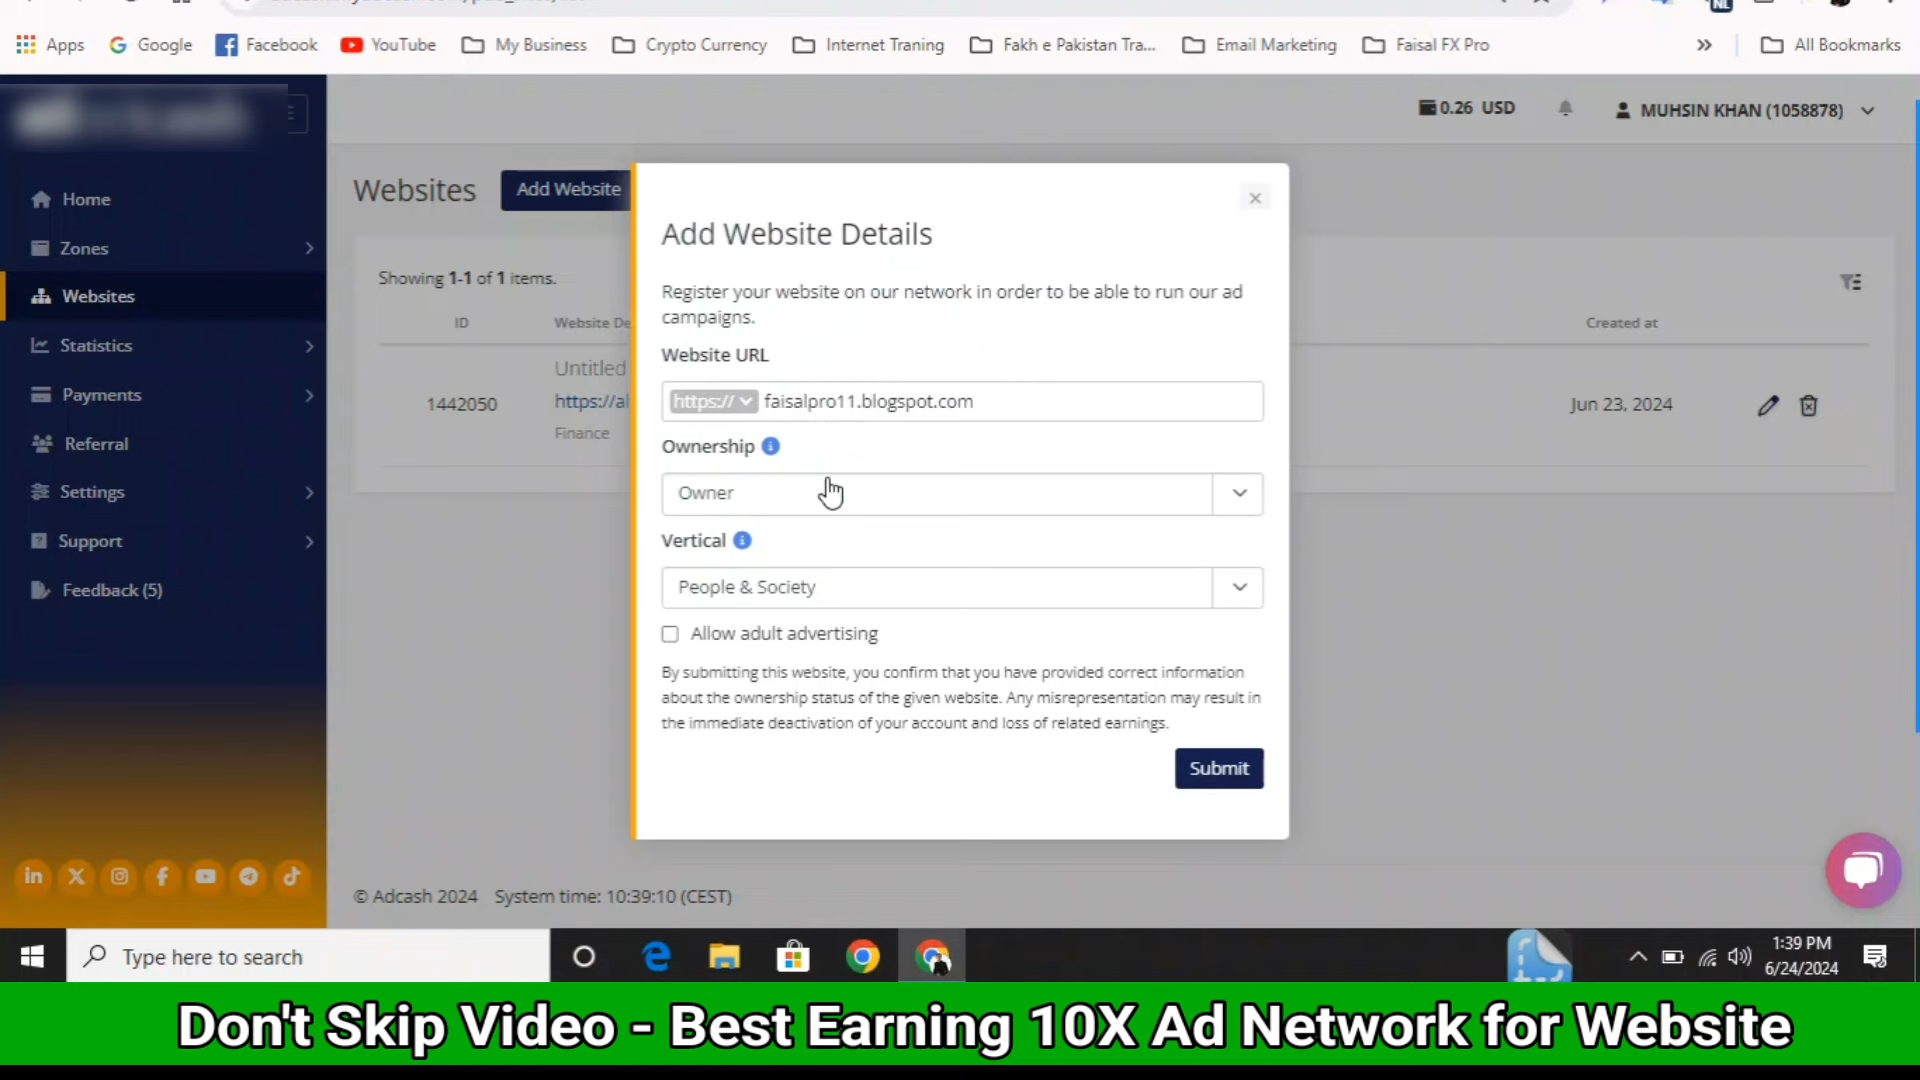 Apps
Google
Facebook
YouTube
My Business
Crypto Currency
Internet Traning
Fakh e Pakistan Tra...
Email Marketing
Faisal FX Pro
All Bookmarks
NL
0.26 USD
MUHSIN KHAN (1058878)
Home
Zones
Websites
Statistics
Payments
Referral
Settings
Support
Feedback (5)
Websites
Add Website
Showing 1-1 of 1 items.
ID
Website De
Created at
1442050
Untitled
https://al
Finance
Jun 23, 2024
Add Website Details
Register your website on our network in order to be able to run our ad
campaigns.
Website URL
https:// faisalpro11.blogspot.com
Ownership
Owner
Vertical
People & Society
Allow adult advertising
By submitting this website, you confirm that you have provided correct information
about the ownership status of the given website. Any misrepresentation may result in
the immediate deactivation of your account and loss of related earnings.
Submit
© Adcash 2024 System time: 10:39:10 (CEST)
Type here to search
1:39 PM
6/24/2024
Don't Skip Video - Best Earning 10X Ad Network for Website